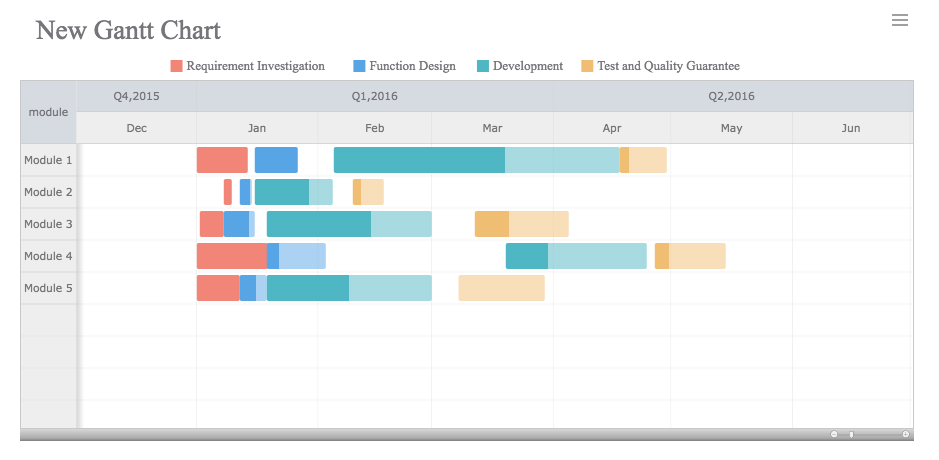 New Gantt Chart
Requirement Investigation Function Design Development Test and Quality Guarantee
module Q4,2015 Q1,2016 Q2,2016
Dec Jan Feb Mar Apr May Jun
Module 1
Module 2
Module 3
Module 4
Module 5